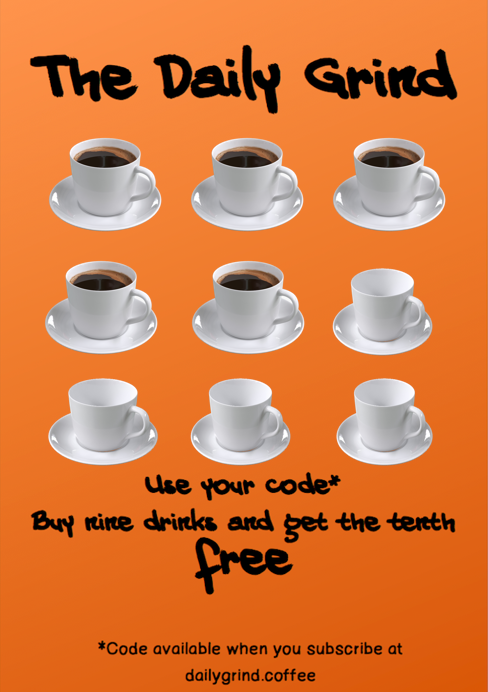 The Daily Grind
Use your code*
Buy nine drinks and get the tenth
free
*Code available when you subscribe at
dailygrind.coffee